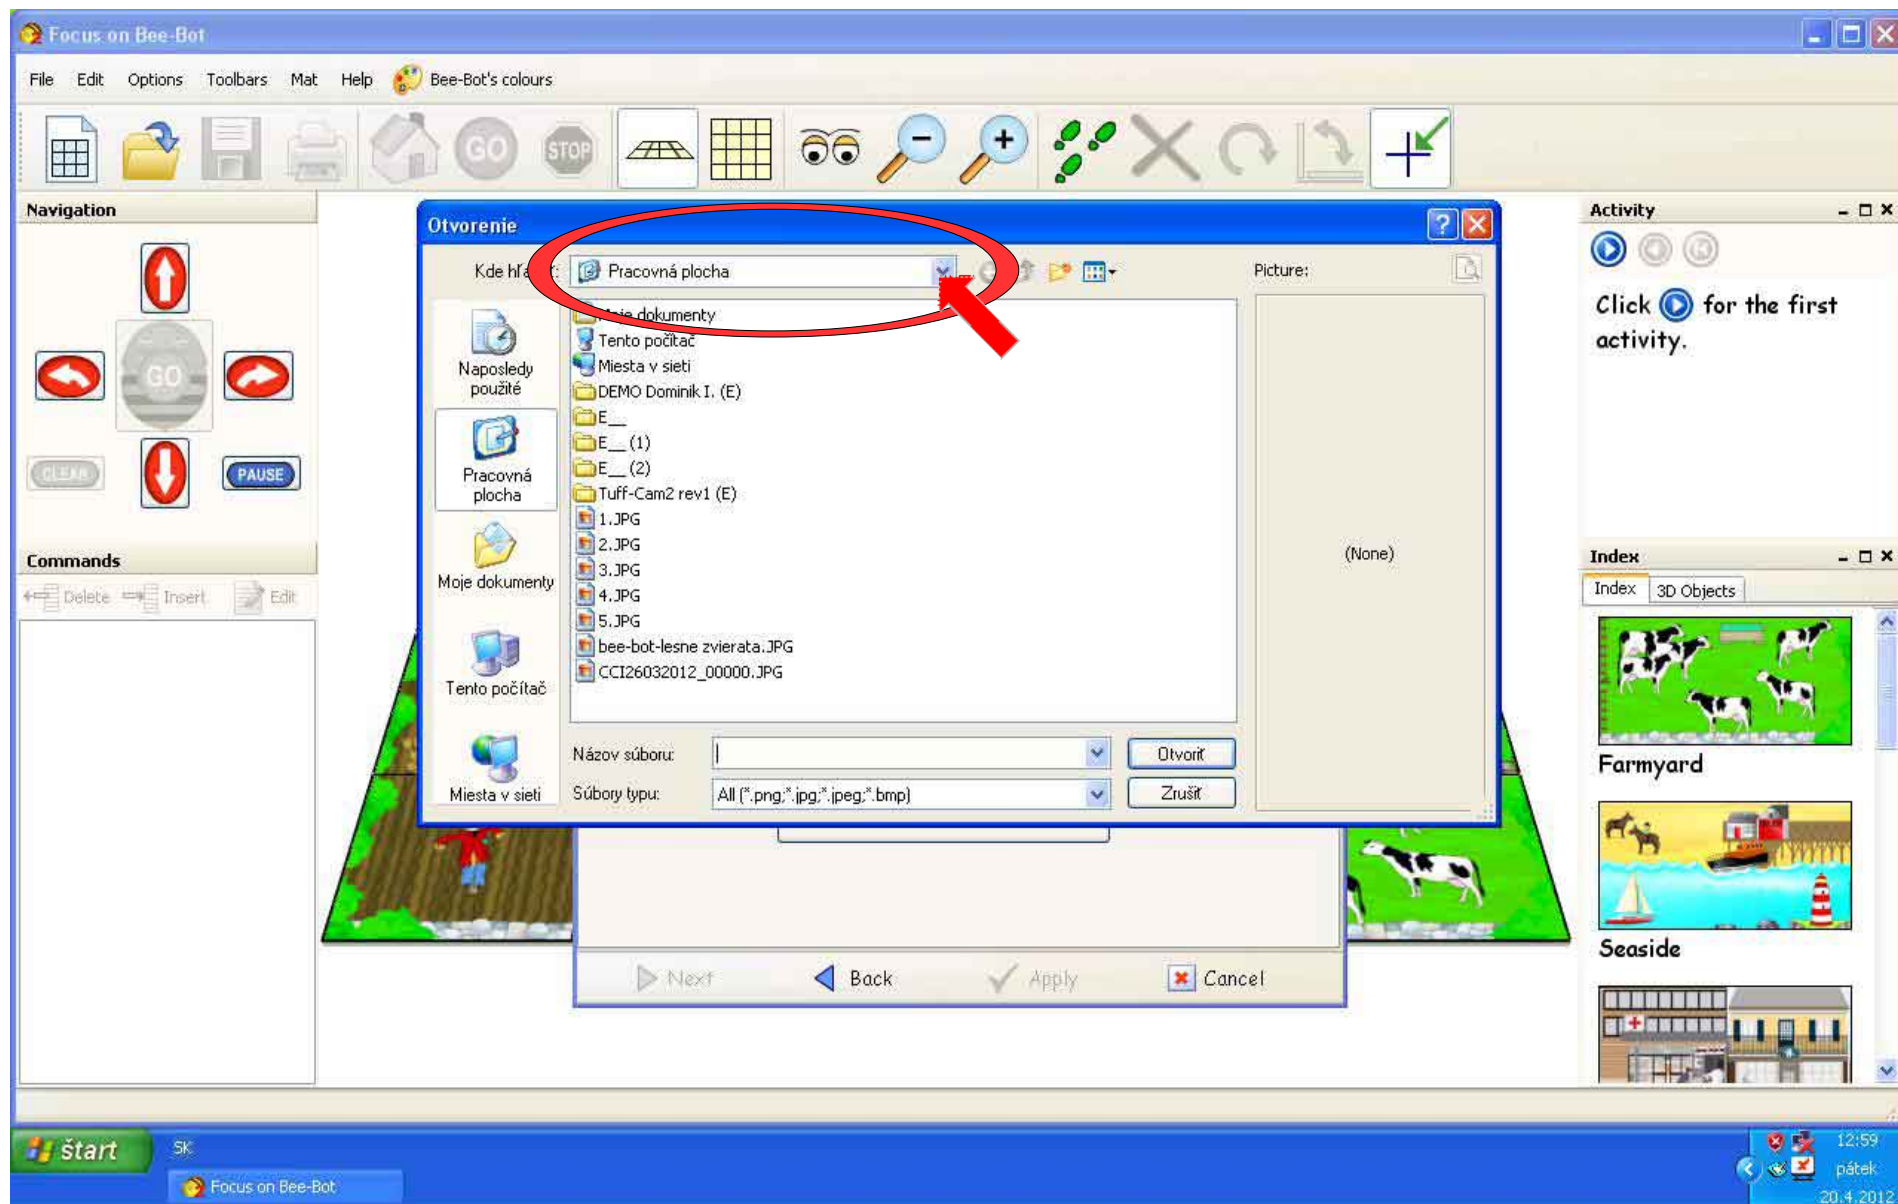 Focus on Bee-Bot
File Edit Options Toolbars Mat Help Bee-Bot's colours
GO STOP
Navigation
GO
CLEAR PAUSE
Commands
Delete Insert Edit
Otvorenie
Kde hľa
Pracovná plocha
Picture:
Naposledy
použité
Pracovná
plocha
Moje dokumenty
Tento počítač
Miesta v sieti
Moje dokumenty
Tento počítač
Miesta v sieti
DEMO Dominik I. (E)
E__
E__ (1)
E__ (2)
Tuff-Cam2 rev1 (E)
1.JPG
2.JPG
3.JPG
4.JPG
5.JPG
bee-bot-lesne zvierata.JPG
CCI26032012_00000.JPG
(None)
Názov súboru: Otvoriť
Súbory typu: All (*.png;*.jpg;*.jpeg;*.bmp) Zrušiť
Next Back Apply Cancel
Activity
Click for the first
activity.
Index
Index 3D Objects
Farmyard
Seaside
štart SK
Focus on Bee-Bot
12:59
pátek
20.4.2012